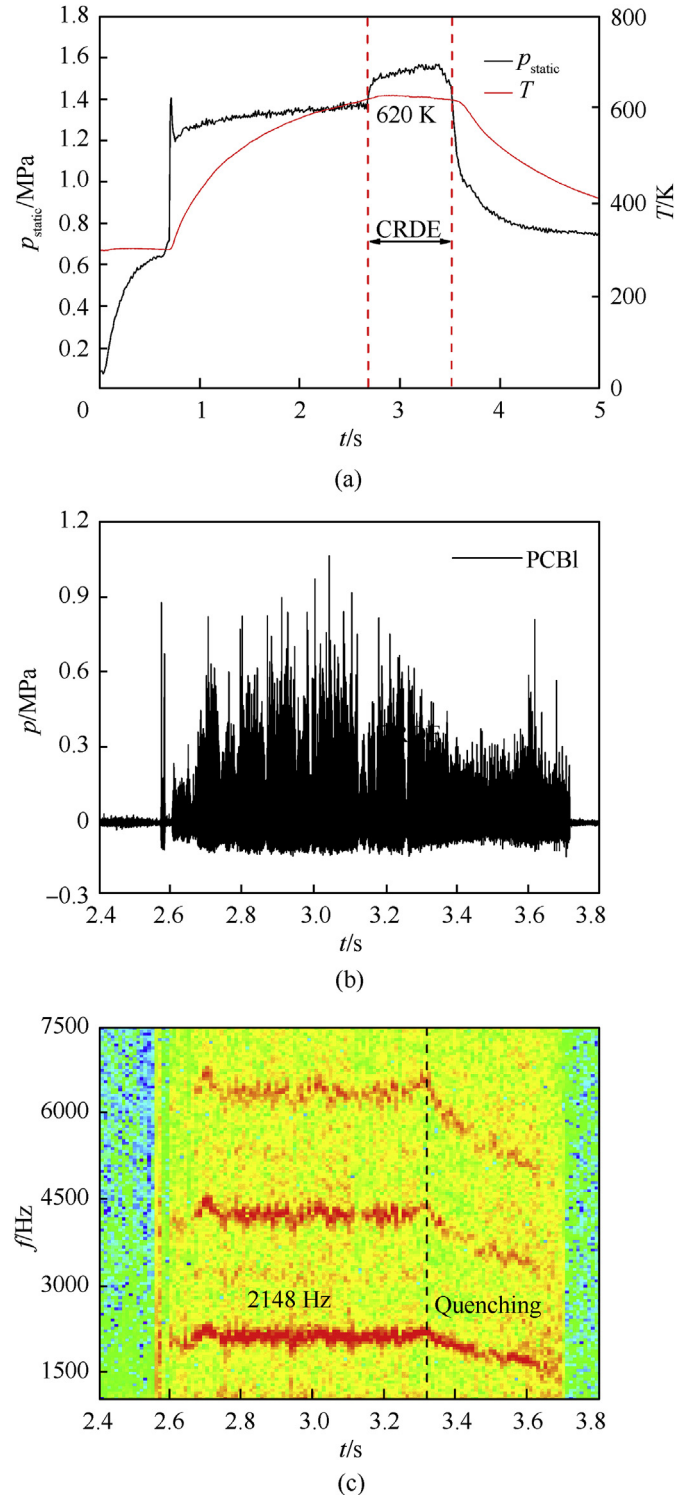 1.8
1.6
1.4
1.2
1.0
0.8
0.6
0.4
0.2
0
1
2
3
4
5
800
600
400
200
0
p_static/MPa
T/K
p_static
T
620 K
CRDE
t/s
(a)
1.2
0.9
0.6
0.3
0
−0.3
p/MPa
PCBl
2.4 2.6 2.8 3.0 3.2 3.4 3.6 3.8
t/s
(b)
7500
6000
4500
3000
1500
f/Hz
2148 Hz
Quenching
2.4 2.6 2.8 3.0 3.2 3.4 3.6 3.8
t/s
(c)